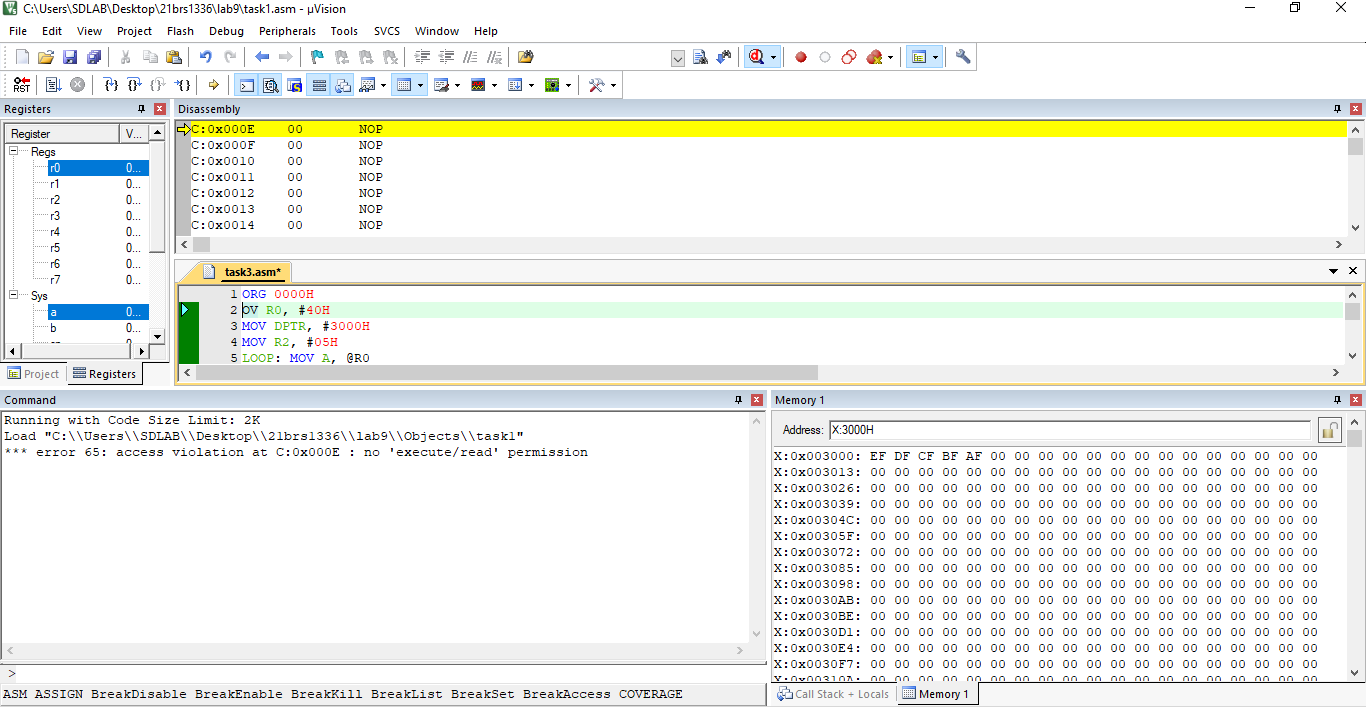 C:\Users\SDLAB\Desktop\21brs1336\lab9\task1.asm - µVision
File Edit View Project Flash Debug Peripherals Tools SVCS Window Help
RST
Registers
Register V...
Regs
r0 0...
r1 0...
r2 0...
r3 0...
r4 0...
r5 0...
r6 0...
r7 0...
Sys
a 0...
b 0...
Project Registers
Disassembly
C:0x000E 00 NOP
C:0x000F 00 NOP
C:0x0010 00 NOP
C:0x0011 00 NOP
C:0x0012 00 NOP
C:0x0013 00 NOP
C:0x0014 00 NOP
task3.asm*
1 ORG 0000H
2 OV R0, #40H
3 MOV DPTR, #3000H
4 MOV R2, #05H
5 LOOP: MOV A, @R0
Command
Running with Code Size Limit: 2K
Load "C:\\Users\\SDLAB\\Desktop\\21brs1336\\lab9\\Objects\\task1"
*** error 65: access violation at C:0x000E : no 'execute/read' permission
>
ASM ASSIGN BreakDisable BreakEnable BreakKill BreakList BreakSet BreakAccess COVERAGE
Memory 1
Address: X:3000H
X:0x003000: EF DF CF BF AF 00 00 00 00 00 00 00 00 00 00 00 00 00 00
X:0x003013: 00 00 00 00 00 00 00 00 00 00 00 00 00 00 00 00 00 00 00
X:0x003026: 00 00 00 00 00 00 00 00 00 00 00 00 00 00 00 00 00 00 00
X:0x003039: 00 00 00 00 00 00 00 00 00 00 00 00 00 00 00 00 00 00 00
X:0x00304C: 00 00 00 00 00 00 00 00 00 00 00 00 00 00 00 00 00 00 00
X:0x00305F: 00 00 00 00 00 00 00 00 00 00 00 00 00 00 00 00 00 00 00
X:0x003072: 00 00 00 00 00 00 00 00 00 00 00 00 00 00 00 00 00 00 00
X:0x003085: 00 00 00 00 00 00 00 00 00 00 00 00 00 00 00 00 00 00 00
X:0x003098: 00 00 00 00 00 00 00 00 00 00 00 00 00 00 00 00 00 00 00
X:0x0030AB: 00 00 00 00 00 00 00 00 00 00 00 00 00 00 00 00 00 00 00
X:0x0030BE: 00 00 00 00 00 00 00 00 00 00 00 00 00 00 00 00 00 00 00
X:0x0030D1: 00 00 00 00 00 00 00 00 00 00 00 00 00 00 00 00 00 00 00
X:0x0030E4: 00 00 00 00 00 00 00 00 00 00 00 00 00 00 00 00 00 00 00
X:0x0030F7: 00 00 00 00 00 00 00 00 00 00 00 00 00 00 00 00 00 00 00
X:0x00310A: 00 00 00 00 00 00 00 00 00 00 00 00 00 00 00 00 00 00 00
Call Stack + Locals Memory 1